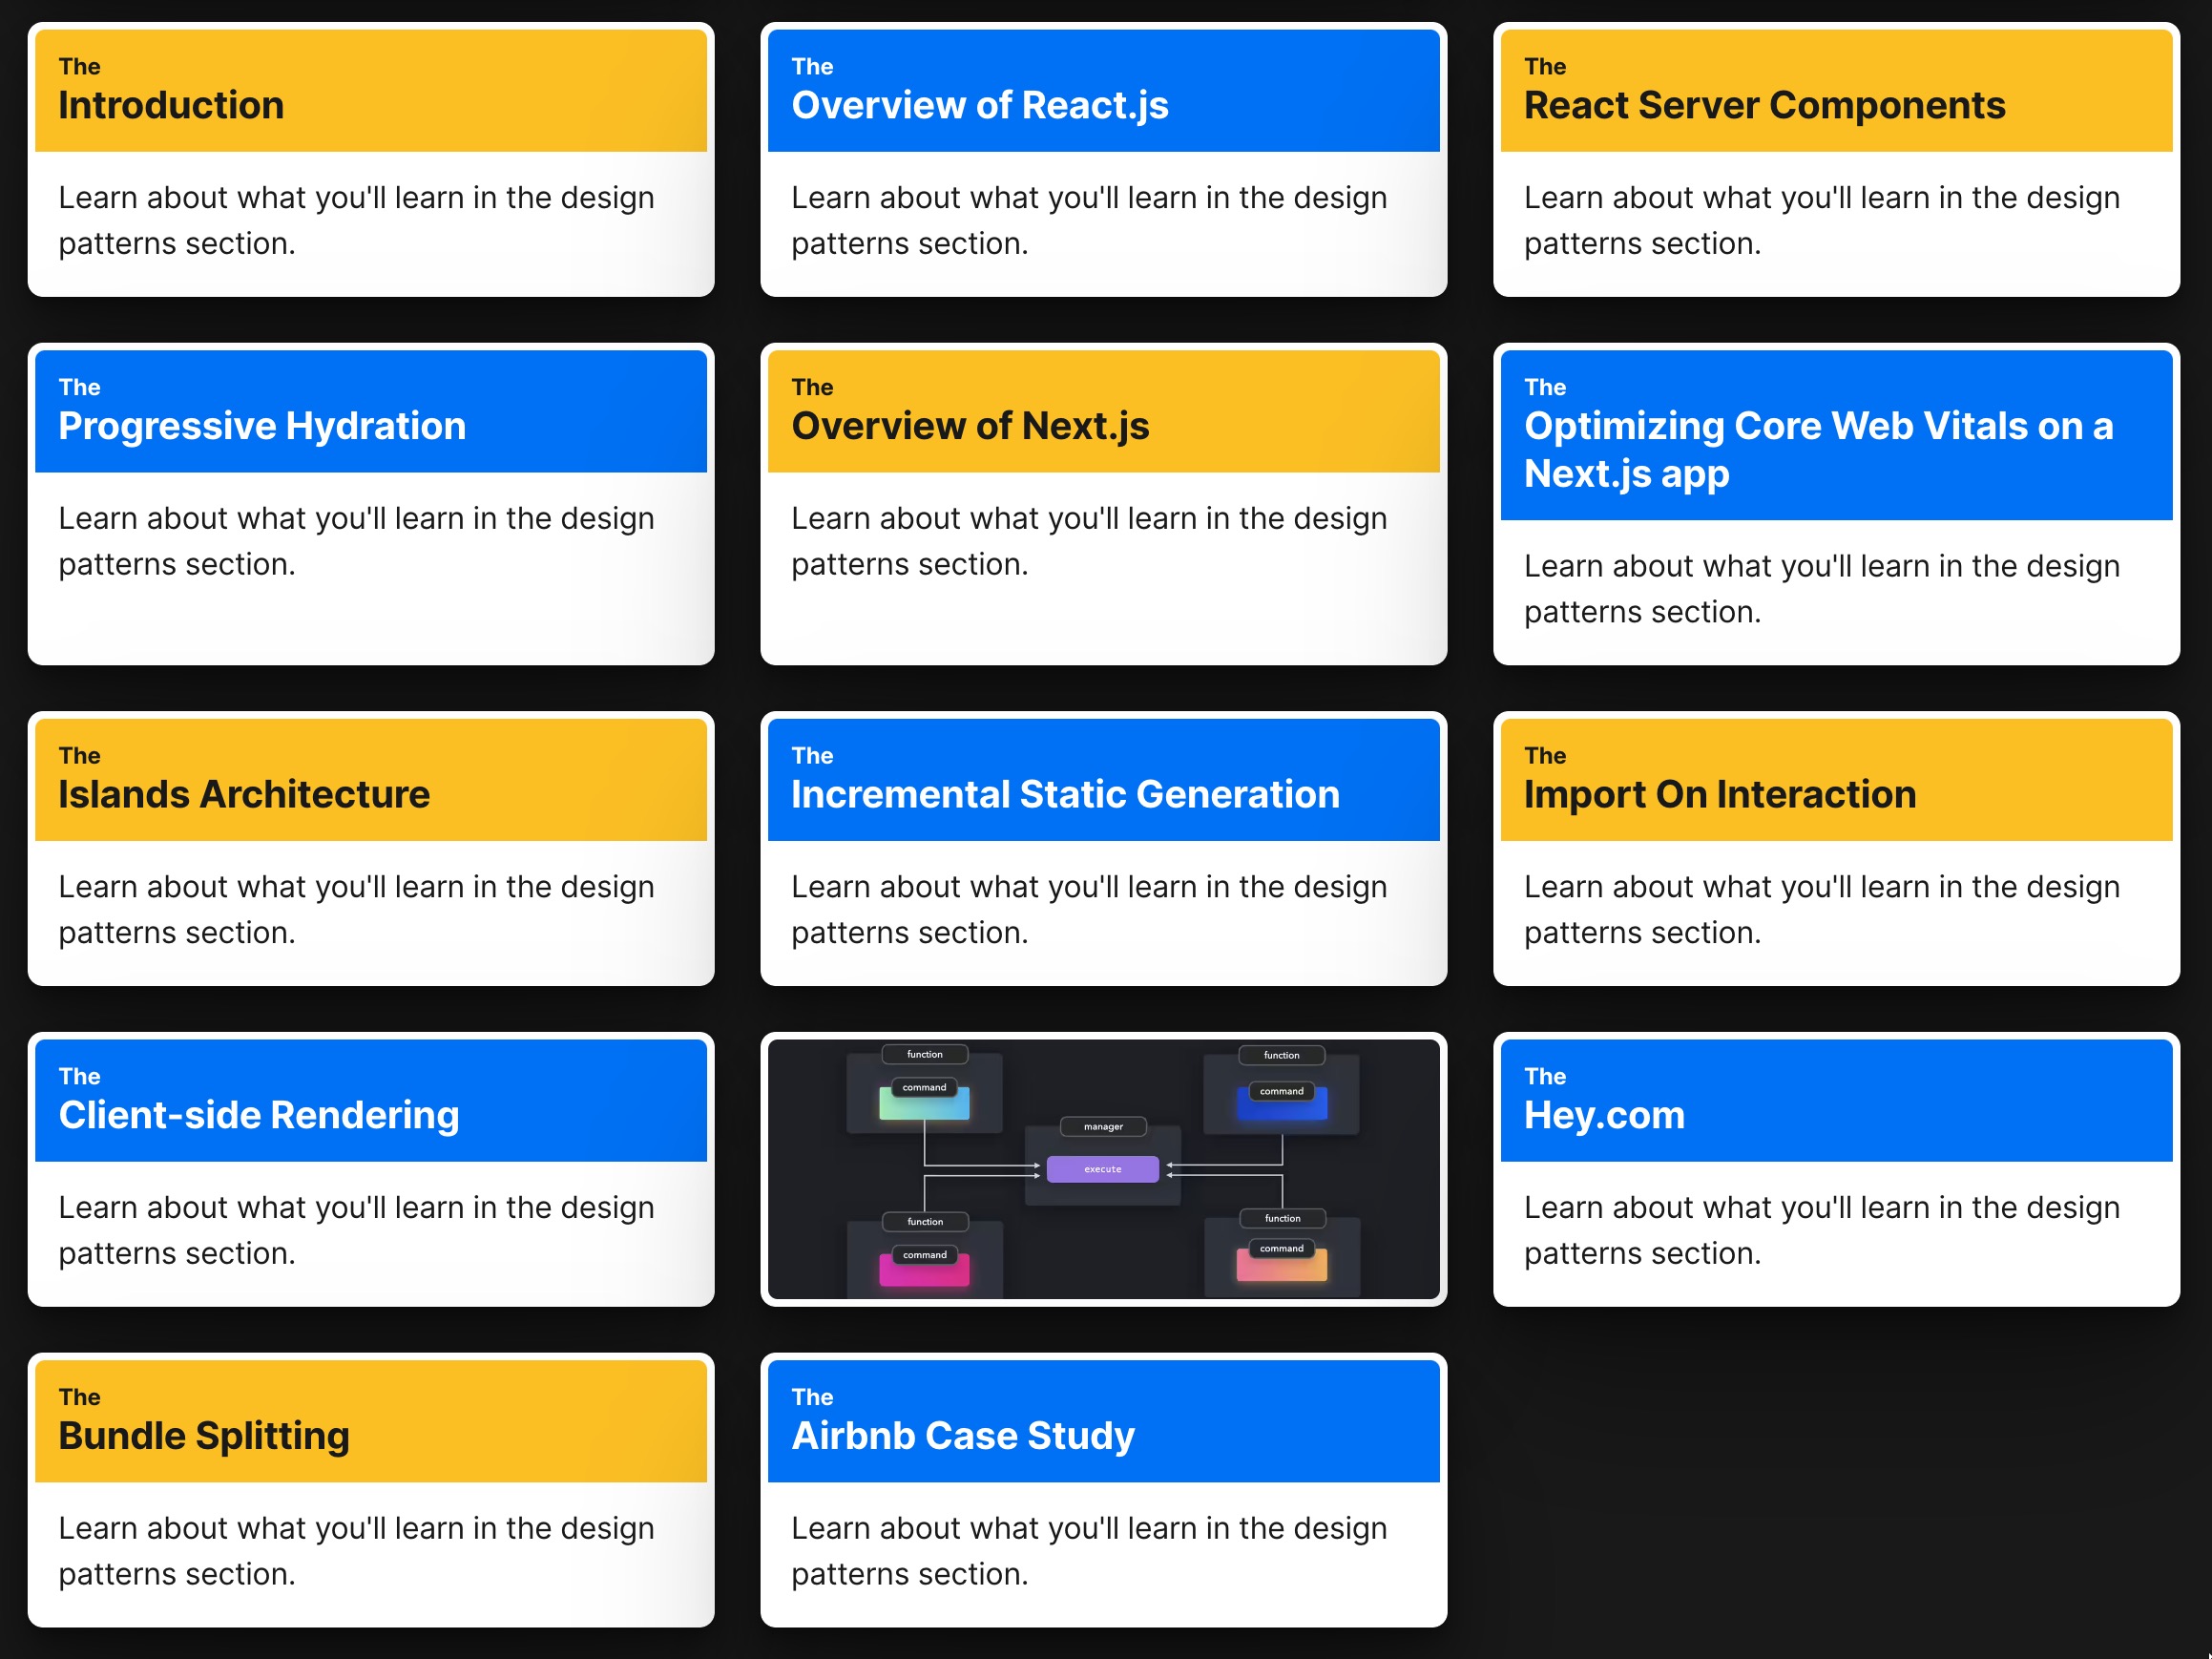 The
Introduction
Learn about what you'll learn in the design
patterns section.
The
Overview of React.js
Learn about what you'll learn in the design
patterns section.
The
React Server Components
Learn about what you'll learn in the design
patterns section.
The
Progressive Hydration
Learn about what you'll learn in the design
patterns section.
The
Overview of Next.js
Learn about what you'll learn in the design
patterns section.
The
Optimizing Core Web Vitals on a
Next.js app
Learn about what you'll learn in the design
patterns section.
The
Islands Architecture
Learn about what you'll learn in the design
patterns section.
The
Incremental Static Generation
Learn about what you'll learn in the design
patterns section.
The
Import On Interaction
Learn about what you'll learn in the design
patterns section.
The
Client-side Rendering
Learn about what you'll learn in the design
patterns section.
function
command
function
command
manager
execute
function
command
function
command
The
Hey.com
Learn about what you'll learn in the design
patterns section.
The
Bundle Splitting
Learn about what you'll learn in the design
patterns section.
The
Airbnb Case Study
Learn about what you'll learn in the design
patterns section.